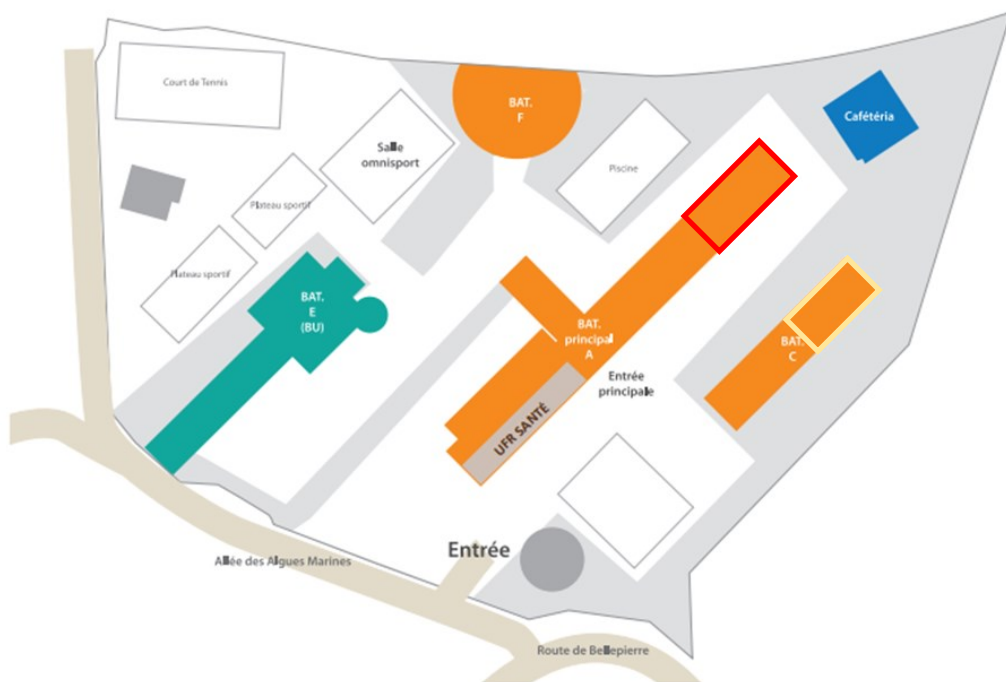 Court de Tennis
BAT.
F
Cafétéria
Salle
omnisport
Piscine
Plateau sportif
Plateau sportif
BAT.
E
(BU)
BAT.
principal
A
BAT.
C
Entrée
principale
UFR SANTÉ
Entrée
Allée des Aigues Marines
Route de Bellepierre